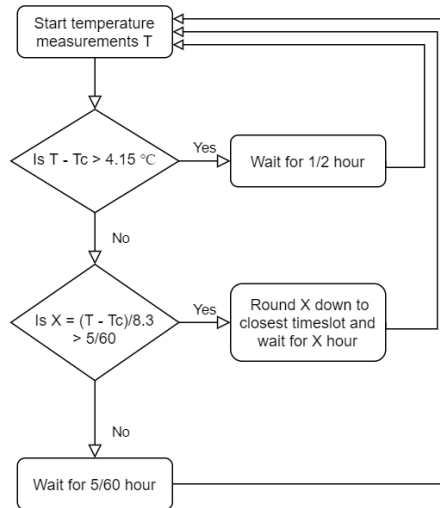 Start temperature
measurements T
Is T - Tc > 4.15 ℃
Yes
Wait for 1/2 hour
No
Is X = (T - Tc)/8.3
> 5/60
Yes
Round X down to
closest timeslot and
wait for X hour
No
Wait for 5/60 hour